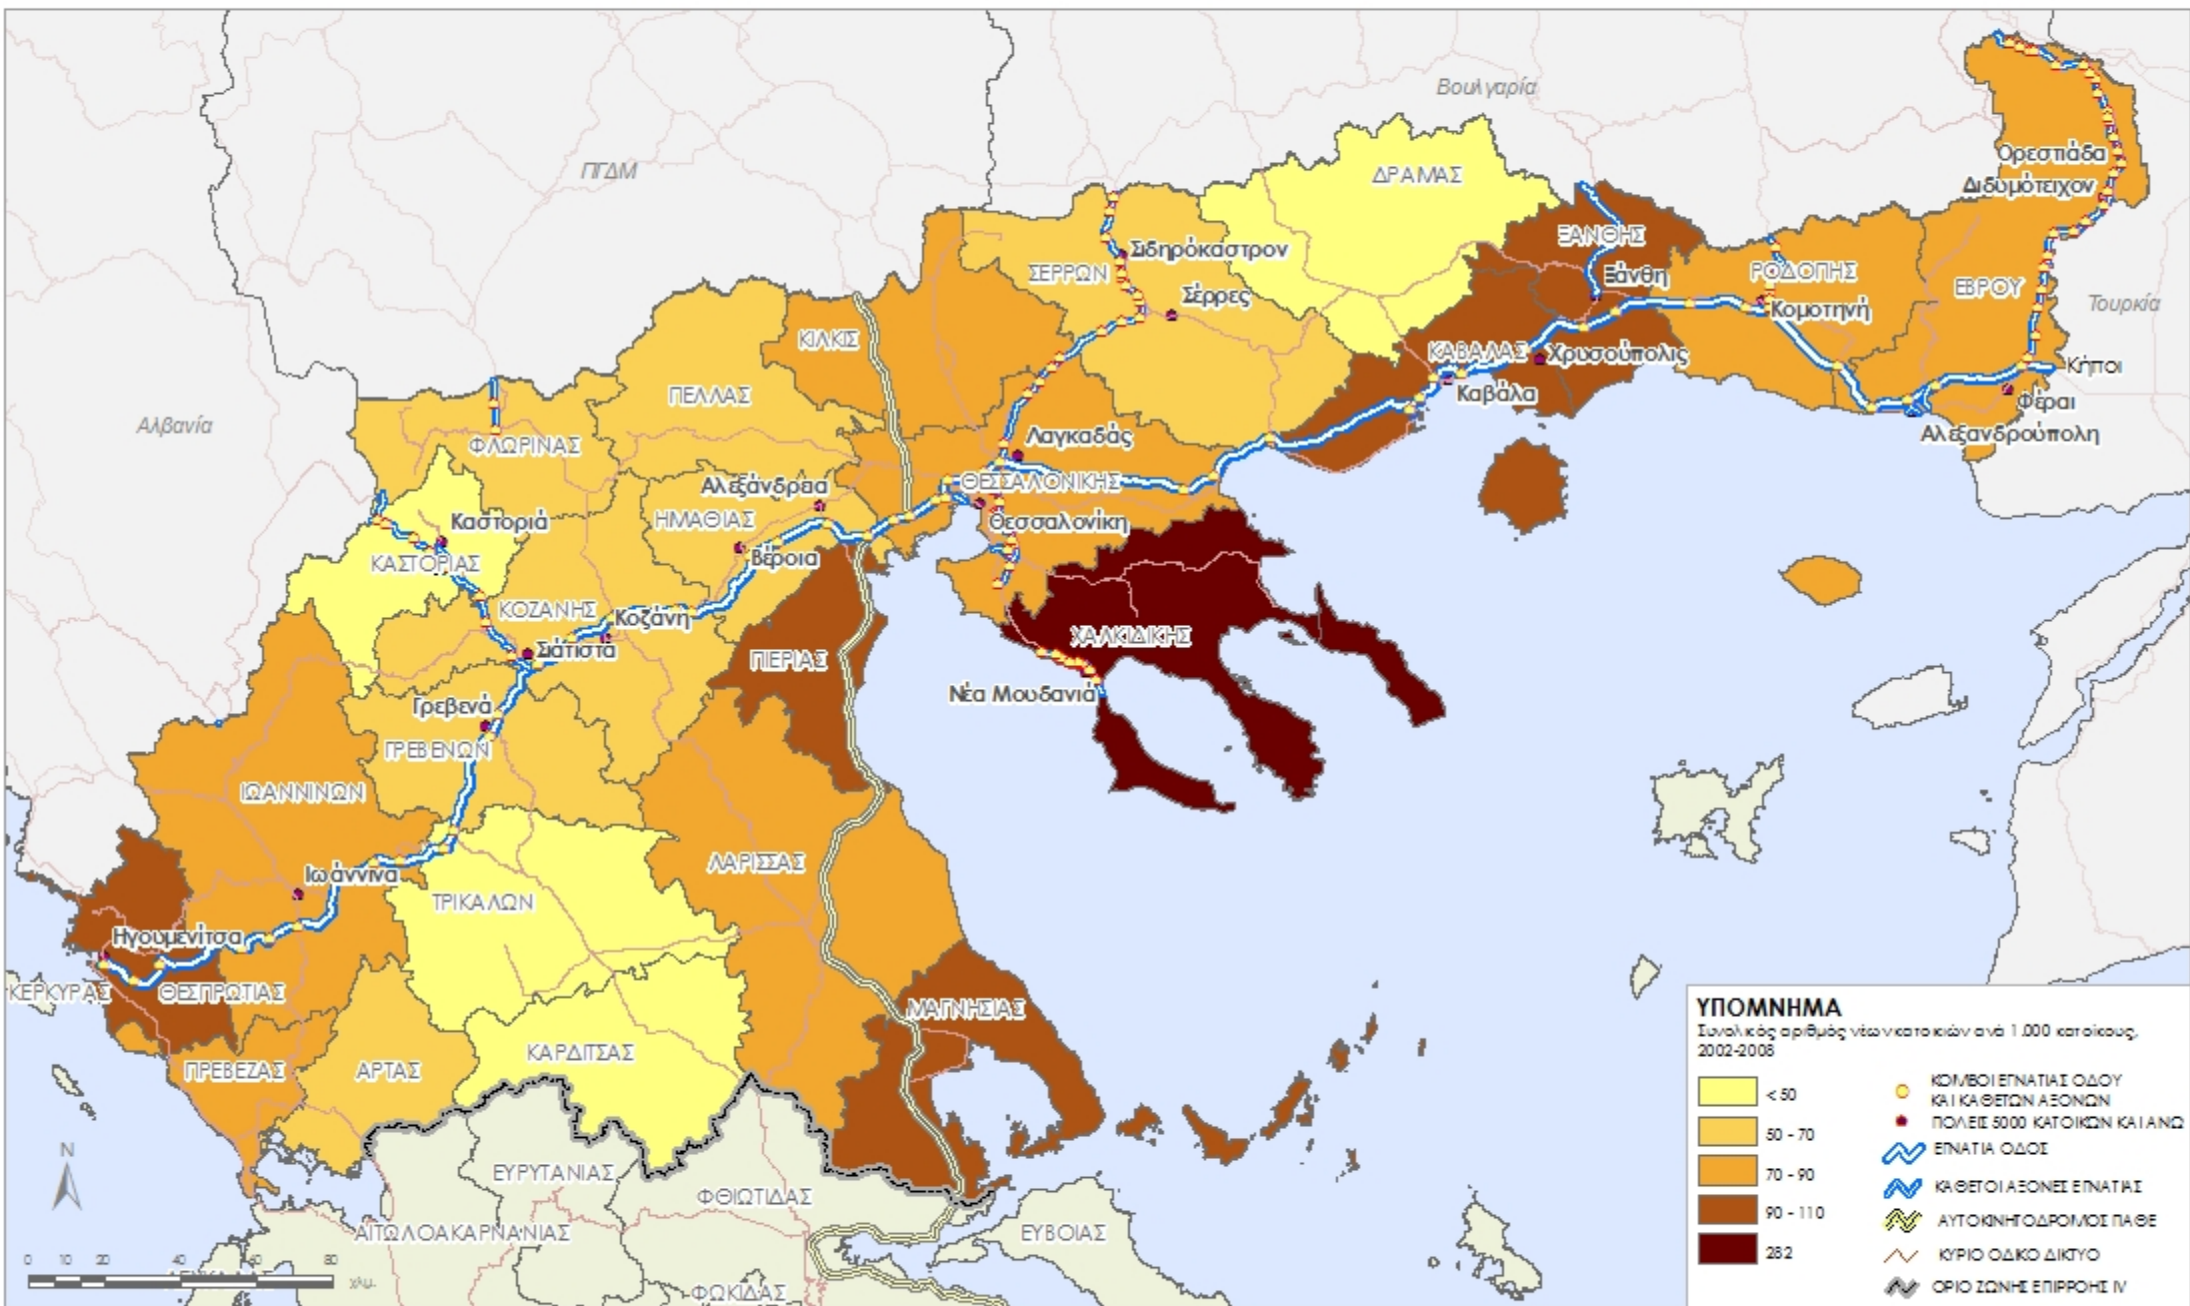 Βουλγαρία
ΠΓΔΜ
ΔΡΑΜΑΣ
Ορεστιάδα
Διδυμότειχον
ΞΑΝΘΗΣ
Σιδηρόκαστρον
ΣΕΡΡΩΝ
Ξάνθη
ΡΟΔΟΠΗΣ
ΕΒΡΟΥ
Σέρρες
Κομοτηνή
Τουρκία
ΚΙΛΚΙΣ
ΚΑΒΑΛΑΣ
Χρυσούπολις
Κήποι
ΠΕΛΛΑΣ
Καβάλα
Φέραι
Αλβανία
ΦΛΩΡΙΝΑΣ
Λαγκαδάς
Αλεξανδρούπολη
ΘΕΣΣΑΛΟΝΙΚΗΣ
Αλεξάνδρεια
Καστοριά
ΗΜΑΘΙΑΣ
Θεσσαλονίκη
ΚΑΣΤΟΡΙΑΣ
Βέροια
ΚΟΖΑΝΗΣ
Κοζάνη
ΧΑΛΚΙΔΙΚΗΣ
Σιάτιστα
ΠΙΕΡΙΑΣ
Νέα Μουδανιά
Γρεβενά
ΓΡΕΒΕΝΩΝ
ΙΩΑΝΝΙΝΩΝ
ΛΑΡΙΣΣΑΣ
Ιωάννινα
ΤΡΙΚΑΛΩΝ
Ηγουμενίτσα
ΚΕΡΚΥΡΑΣ
ΘΕΣΠΡΩΤΙΑΣ
ΜΑΓΝΗΣΙΑΣ
ΚΑΡΔΙΤΣΑΣ
ΠΡΕΒΕΖΑΣ
ΑΡΤΑΣ
ΕΥΡΥΤΑΝΙΑΣ
ΦΘΙΩΤΙΔΑΣ
ΑΙΤΩΛΟΑΚΑΡΝΑΝΙΑΣ
ΕΥΒΟΙΑΣ
ΦΩΚΙΔΑΣ
N
0 10 20 40 60 80
χλμ.
ΥΠΟΜΝΗΜΑ
Συνολικός αριθμός νέων κατοικιών ανά 1.000 κατοίκους,
2002-2008
<50
50 - 70
70 - 90
90 - 110
282
ΚΟΜΒΟΙ ΕΓΝΑΤΙΑΣ ΟΔΟΥ
ΚΑΙ ΚΑΘΕΤΩΝ ΑΞΟΝΩΝ
ΠΟΛΕΙΣ 5000 ΚΑΤΟΙΚΩΝ ΚΑΙ ΑΝΩ
ΕΓΝΑΤΙΑ ΟΔΟΣ
ΚΑΘΕΤΟΙ ΑΞΟΝΕΣ ΕΓΝΑΤΙΑΣ
ΑΥΤΟΚΙΝΗΤΟΔΡΟΜΟΣ ΠΑΘΕ
ΚΥΡΙΟ ΟΔΙΚΟ ΔΙΚΤΥΟ
ΟΡΙΟ ΖΩΝΗΣ ΕΠΙΡΡΟΗΣ IV